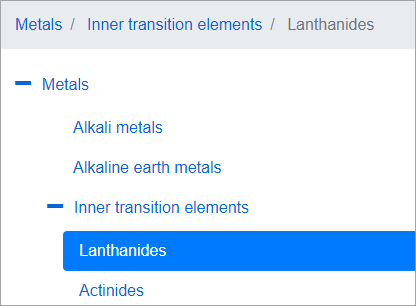 Metals / Inner transition elements / Lanthanides
Metals
Alkali metals
Alkaline earth metals
Inner transition elements
Lanthanides
Actinides